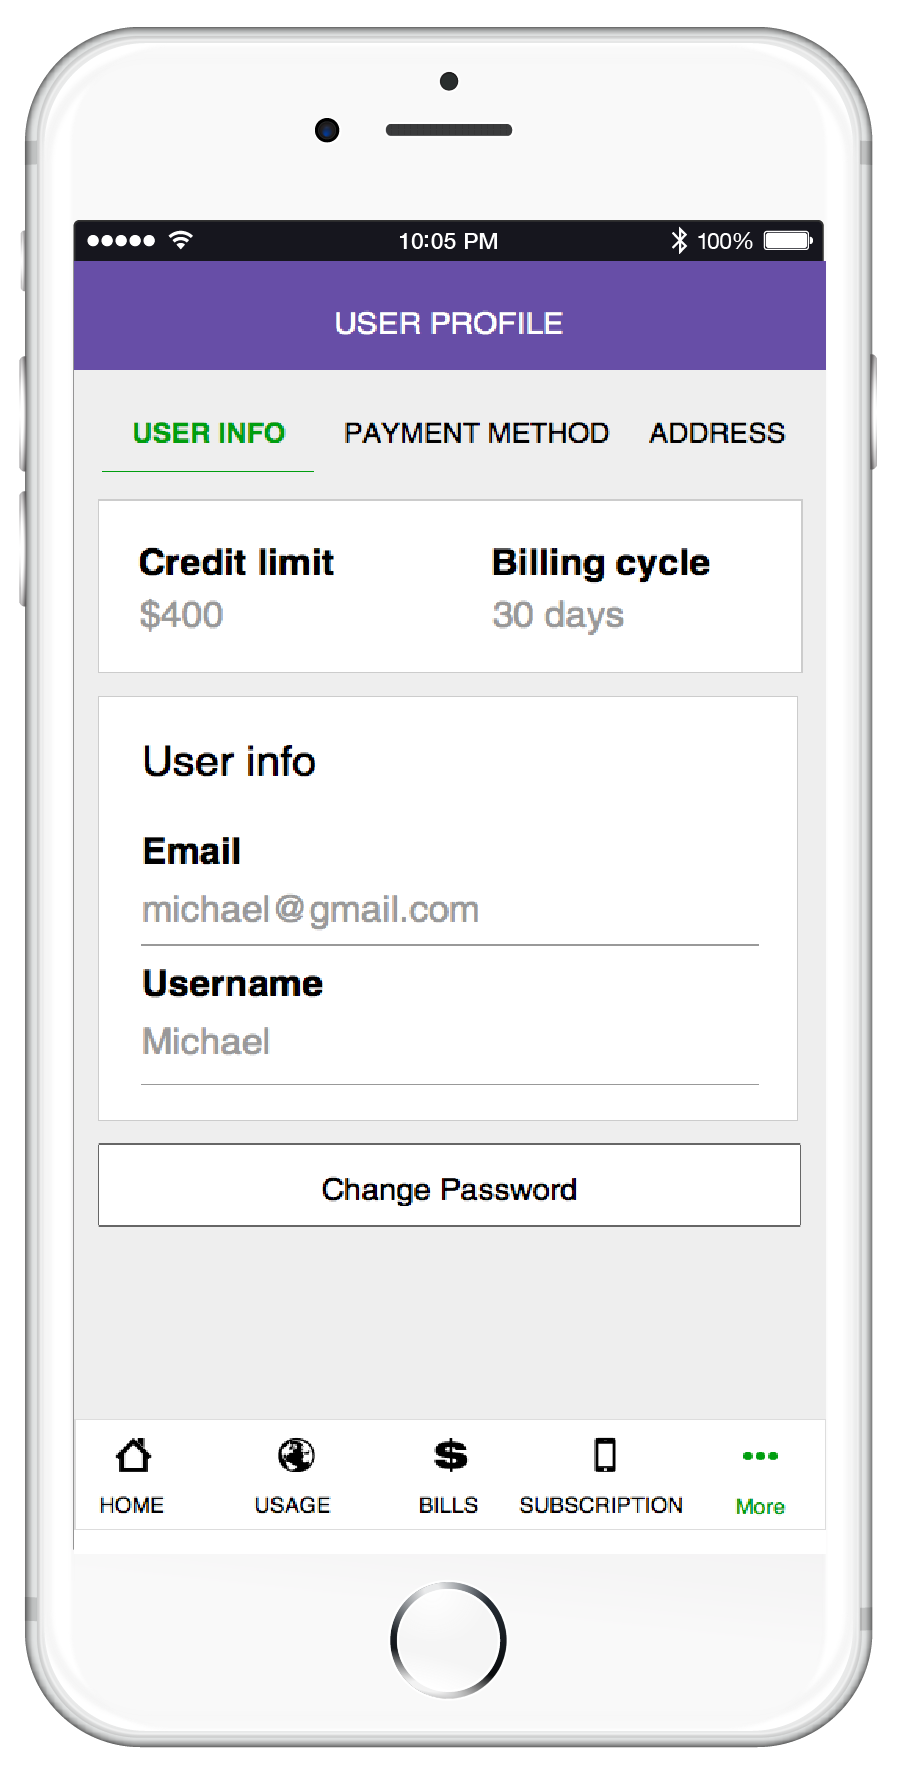 10:05 PM 100%
USER PROFILE
USER INFO PAYMENT METHOD ADDRESS
Credit limit Billing cycle
$400 30 days
User info
Email
michael@gmail.com
Username
Michael
Change Password
HOME USAGE BILLS SUBSCRIPTION More